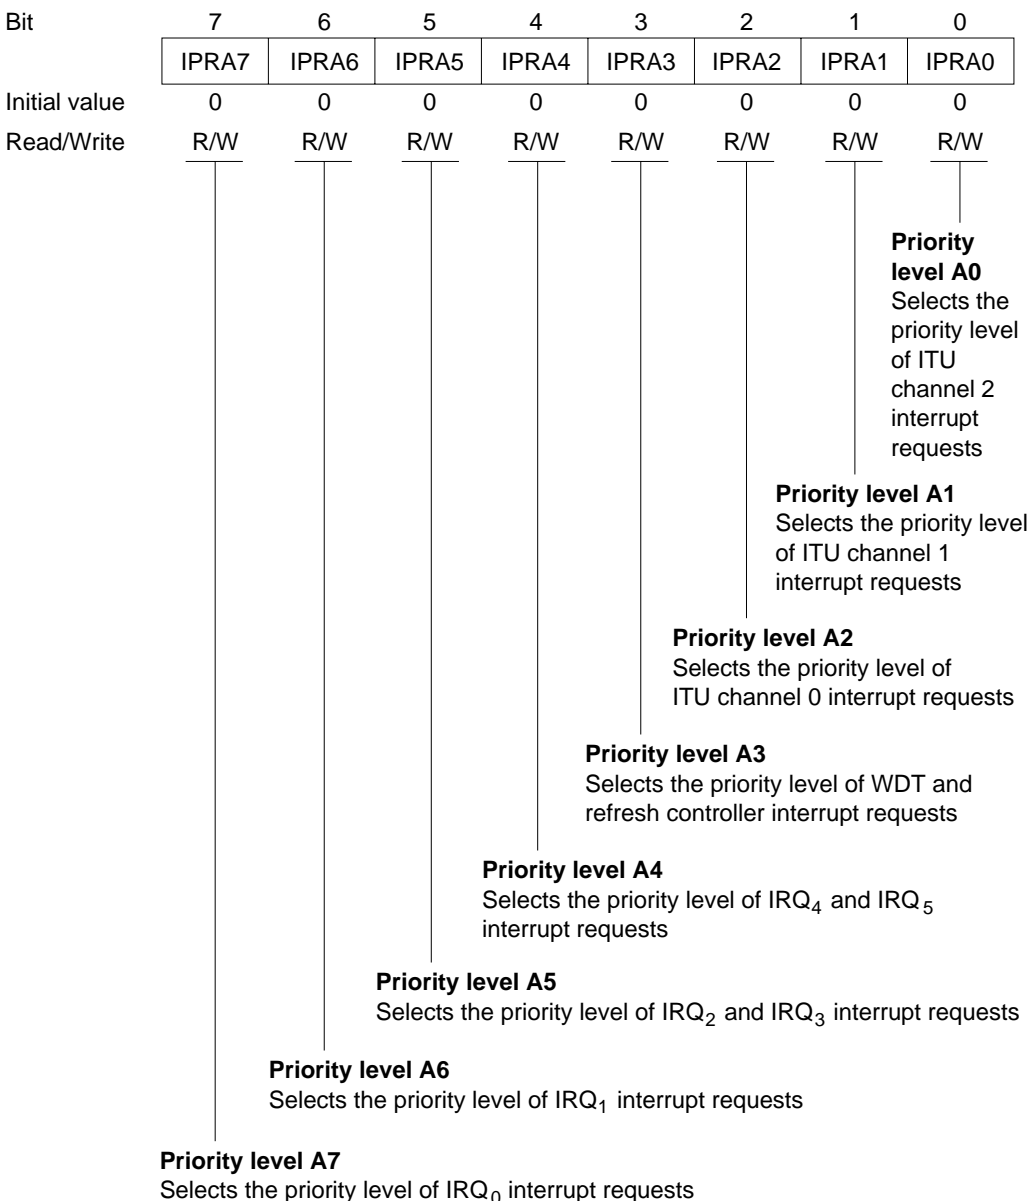 Bit 7 6 5 4 3 2 1 0
IPRA7 IPRA6 IPRA5 IPRA4 IPRA3 IPRA2 IPRA1 IPRA0
Initial value 0 0 0 0 0 0 0 0
Read/Write R/W R/W R/W R/W R/W R/W R/W R/W
Priority
level A0
Selects the
priority level
of ITU
channel 2
interrupt
requests
Priority level A1
Selects the priority level
of ITU channel 1
interrupt requests
Priority level A2
Selects the priority level of
ITU channel 0 interrupt requests
Priority level A3
Selects the priority level of WDT and
refresh controller interrupt requests
Priority level A4
Selects the priority level of IRQ4 and IRQ5
interrupt requests
Priority level A5
Selects the priority level of IRQ2 and IRQ3 interrupt requests
Priority level A6
Selects the priority level of IRQ1 interrupt requests
Priority level A7
Selects the priority level of IRQ0 interrupt requests